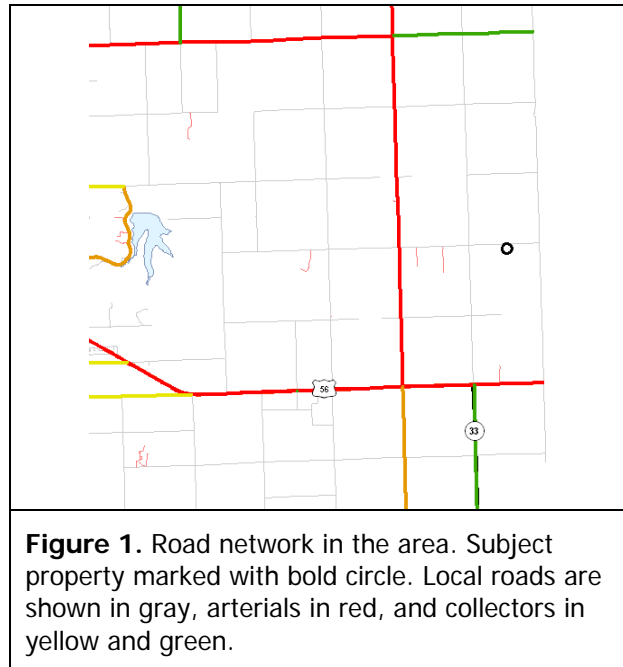 56
33
Figure 1. Road network in the area. Subject
property marked with bold circle. Local roads are
shown in gray, arterials in red, and collectors in
yellow and green.